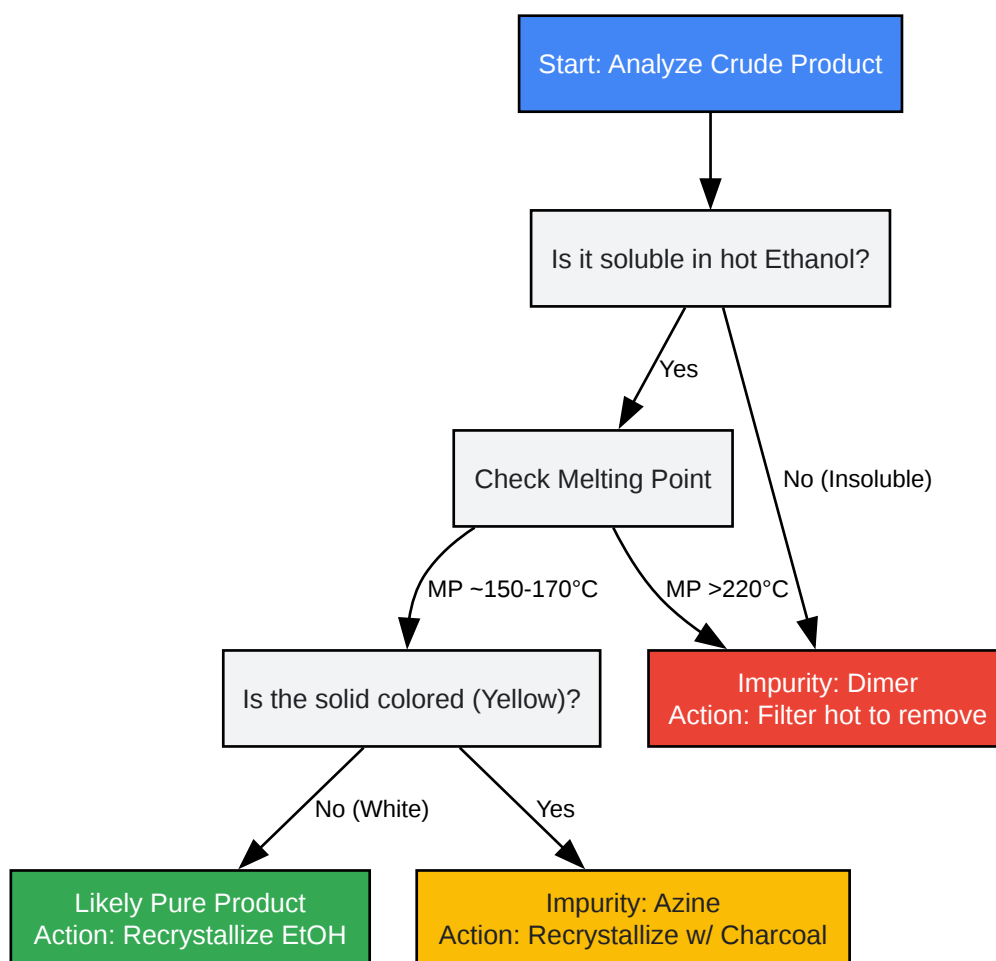 Start: Analyze Crude Product
Is it soluble in hot Ethanol?
Yes
Check Melting Point
No (Insoluble)
MP ~150-170°C
MP >220°C
Is the solid colored (Yellow)?
Impurity: Dimer
Action: Filter hot to remove
No (White)
Yes
Likely Pure Product
Action: Recrystallize EtOH
Impurity: Azine
Action: Recrystallize w/ Charcoal